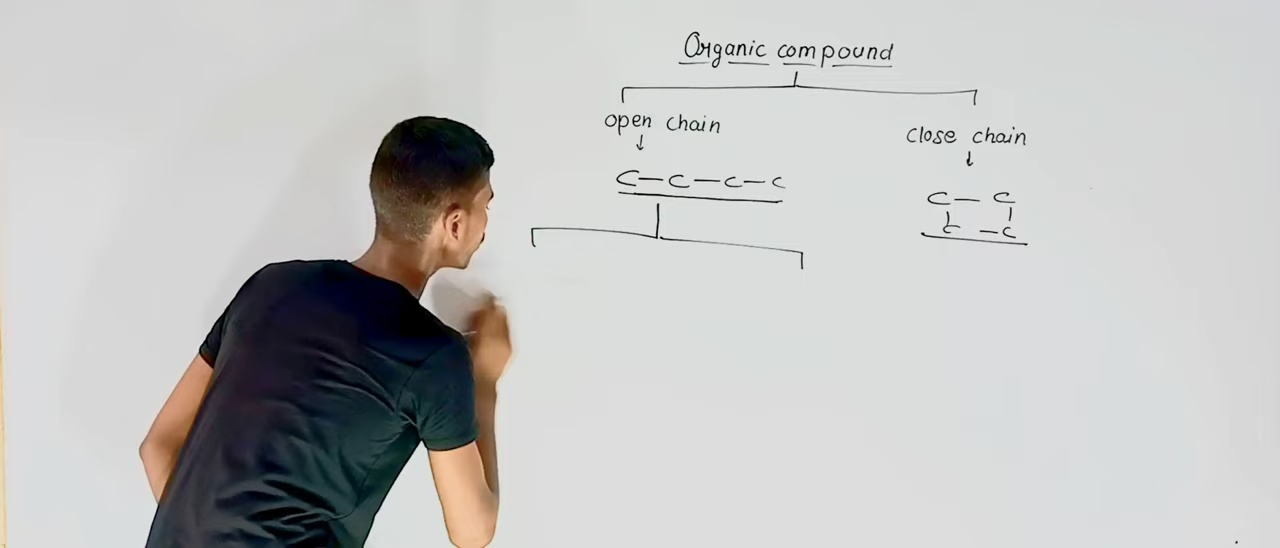 Organic compound
open chain
close chain
C-C-C-C
C-C
C-C